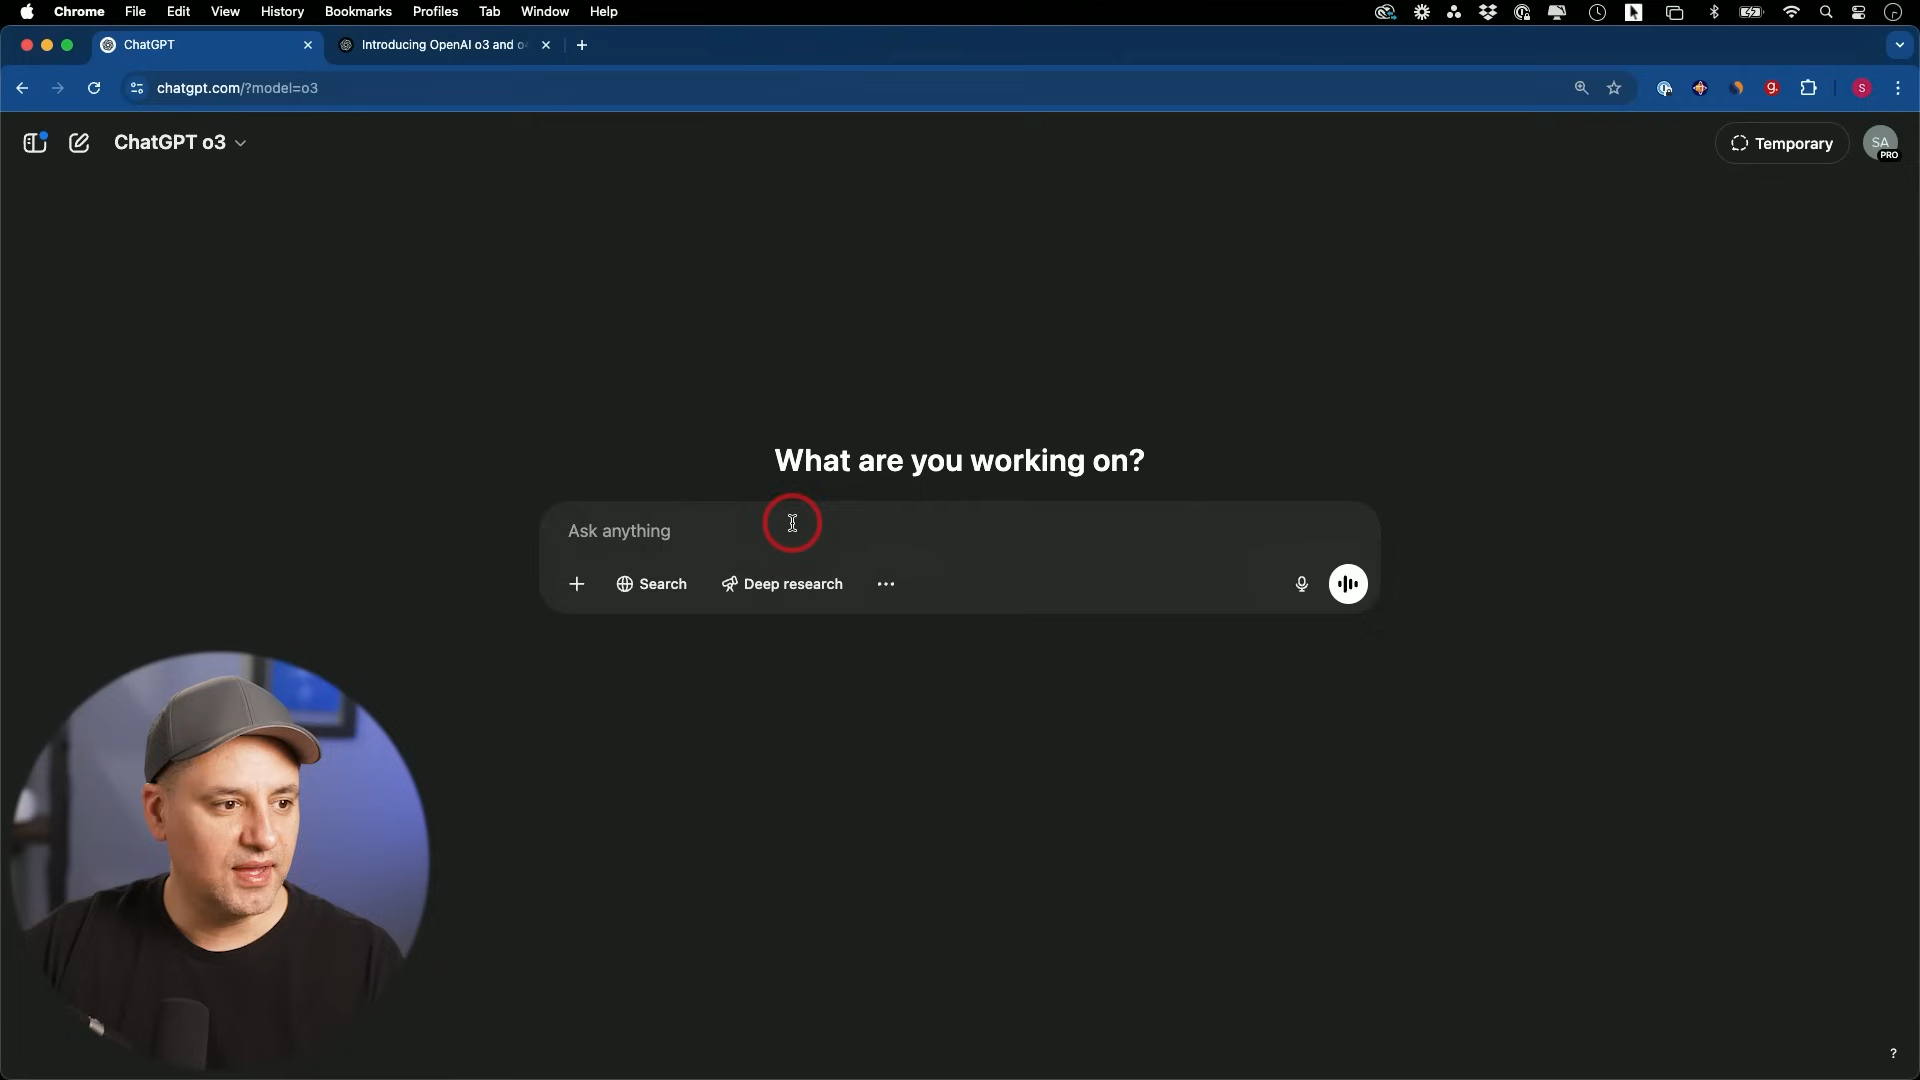 Chrome File Edit View History Bookmarks Profiles Tab Window Help
ChatGPT
Introducing OpenAI o3 and o4
chatgpt.com/?model=o3
g.
S
ChatGPT o3
Temporary
SA
PRO
What are you working on?
Ask anything
Search
Deep research
?